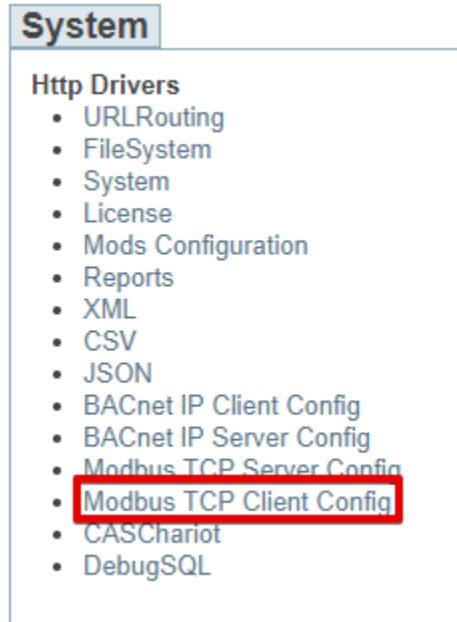 System
Http Drivers
URLRouting
FileSystem
System
License
Mods Configuration
Reports
XML
CSV
JSON
BACnet IP Client Config
BACnet IP Server Config
Modbus TCP Server Config
Modbus TCP Client Config
CASChariot
DebugSQL